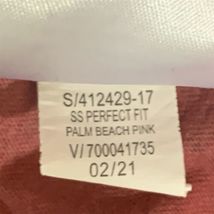 S/412429-17
SS PERFECT FIT
PALM BEACH PINK
V/700041735
02/21